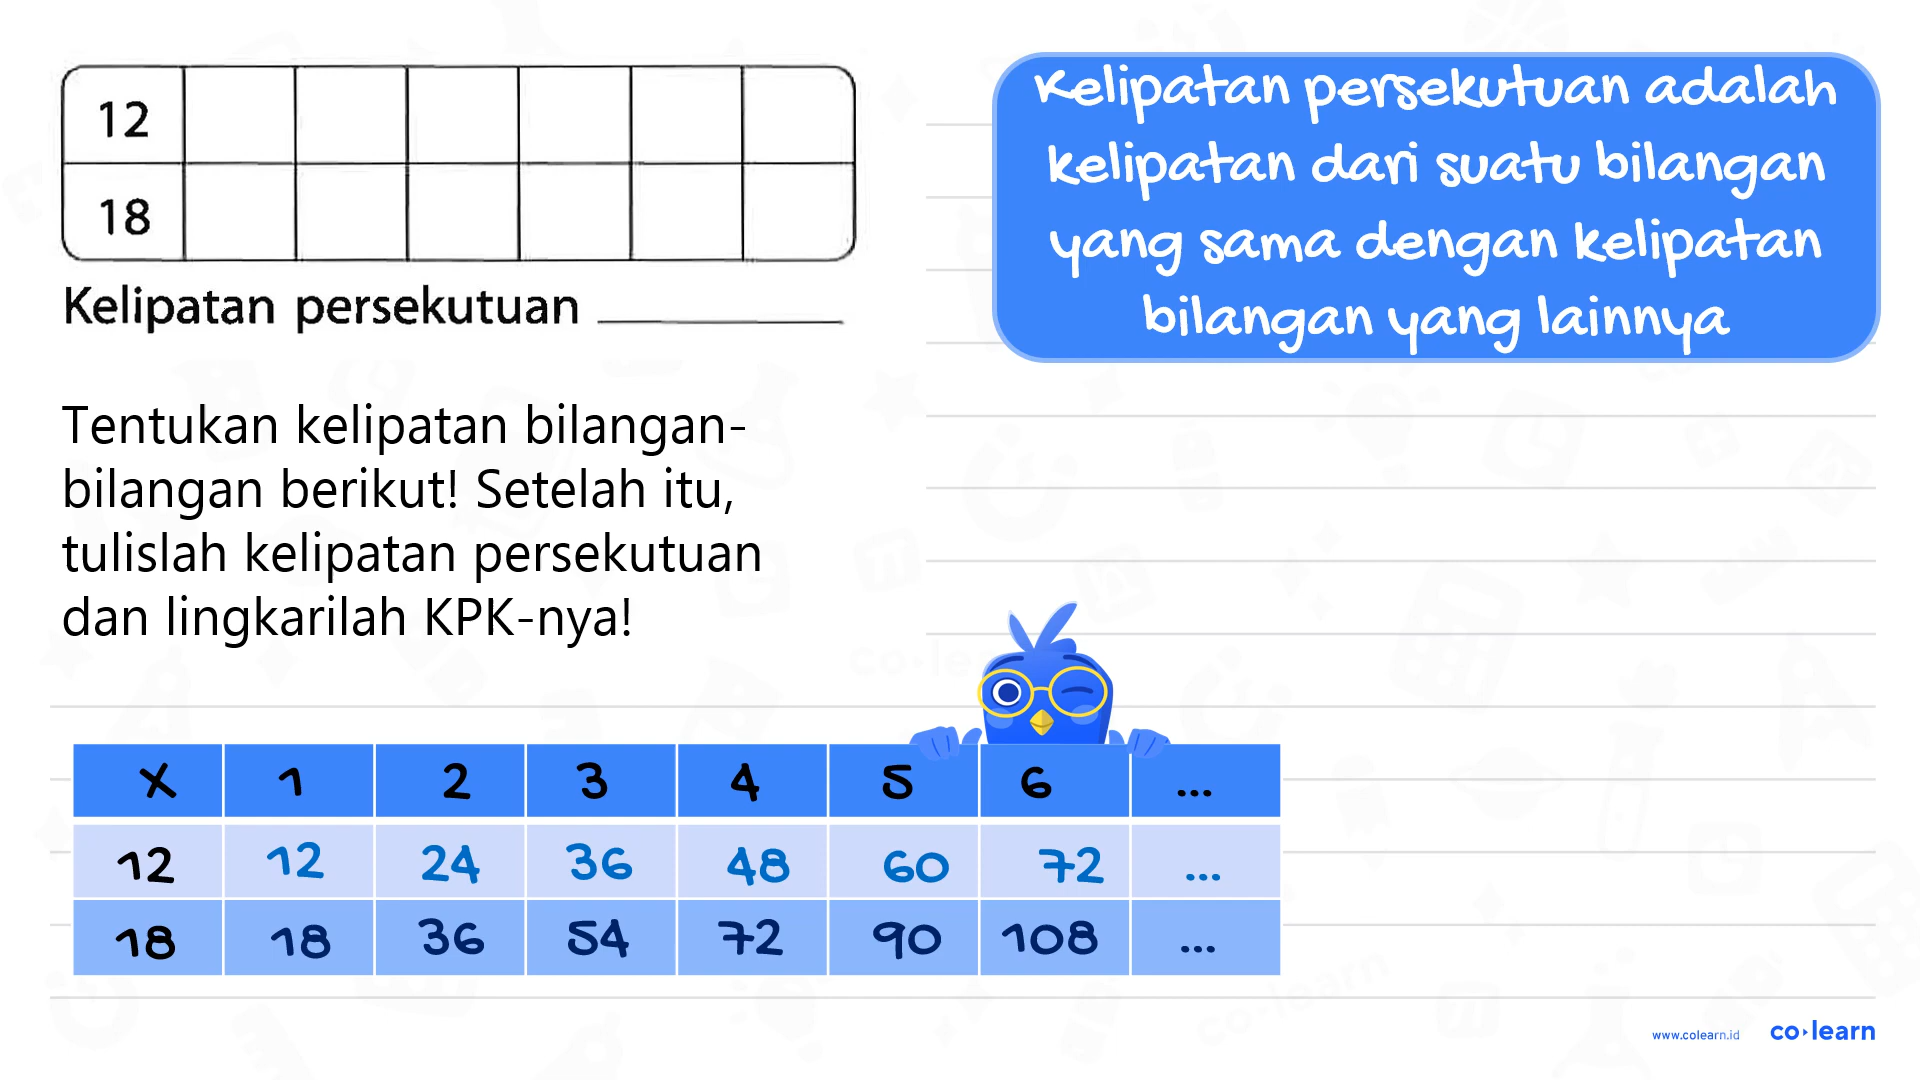 12
18
Kelipatan persekutuan
Kelipatan persekutuan adalah
kelipatan dari suatu bilangan
yang sama dengan kelipatan
bilangan yang lainnya
Tentukan kelipatan bilangan-
bilangan berikut! Setelah itu,
tulislah kelipatan persekutuan
dan lingkarilah KPK-nya!
X 1 2 3 4 5 6 ...
12 12 24 36 48 60 72 ...
18 18 36 54 72 90 108 ...
www.colearn.id co learn